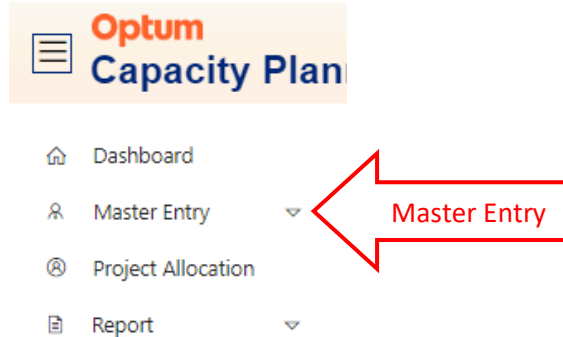 Optum
Capacity Plan
Dashboard
Master Entry
Master Entry
Project Allocation
Report